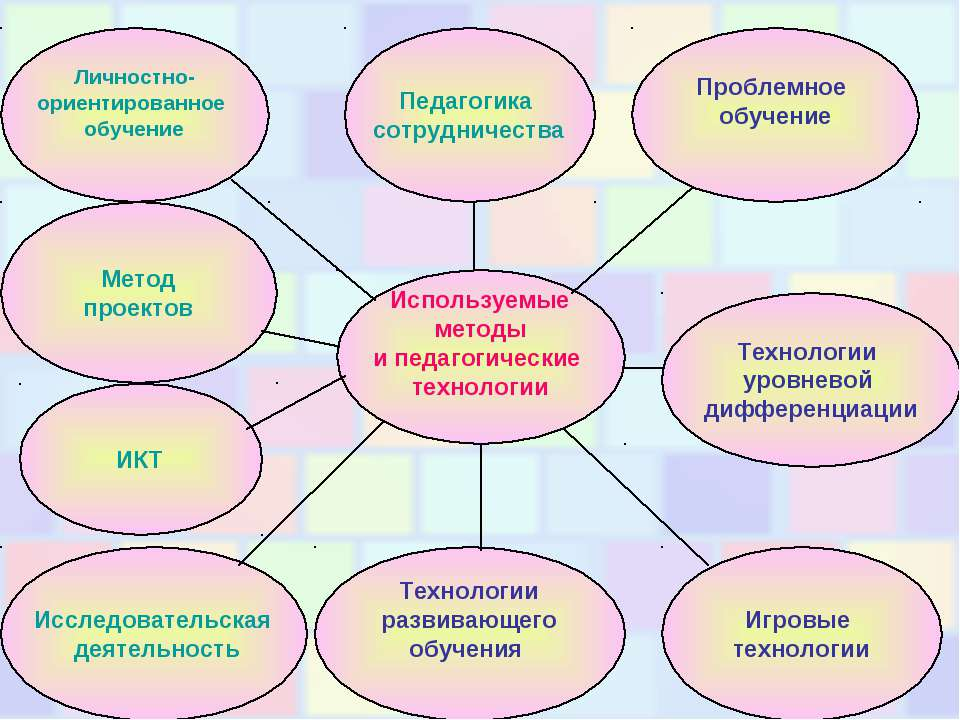 Личностно-
ориентированное
обучение
Педагогика
сотрудничества
Проблемное
обучение
Метод
проектов
Используемые
методы
и педагогические
технологии
Технологии
уровневой
дифференциации
ИКТ
Исследовательская
деятельность
Технологии
развивающего
обучения
Игровые
технологии